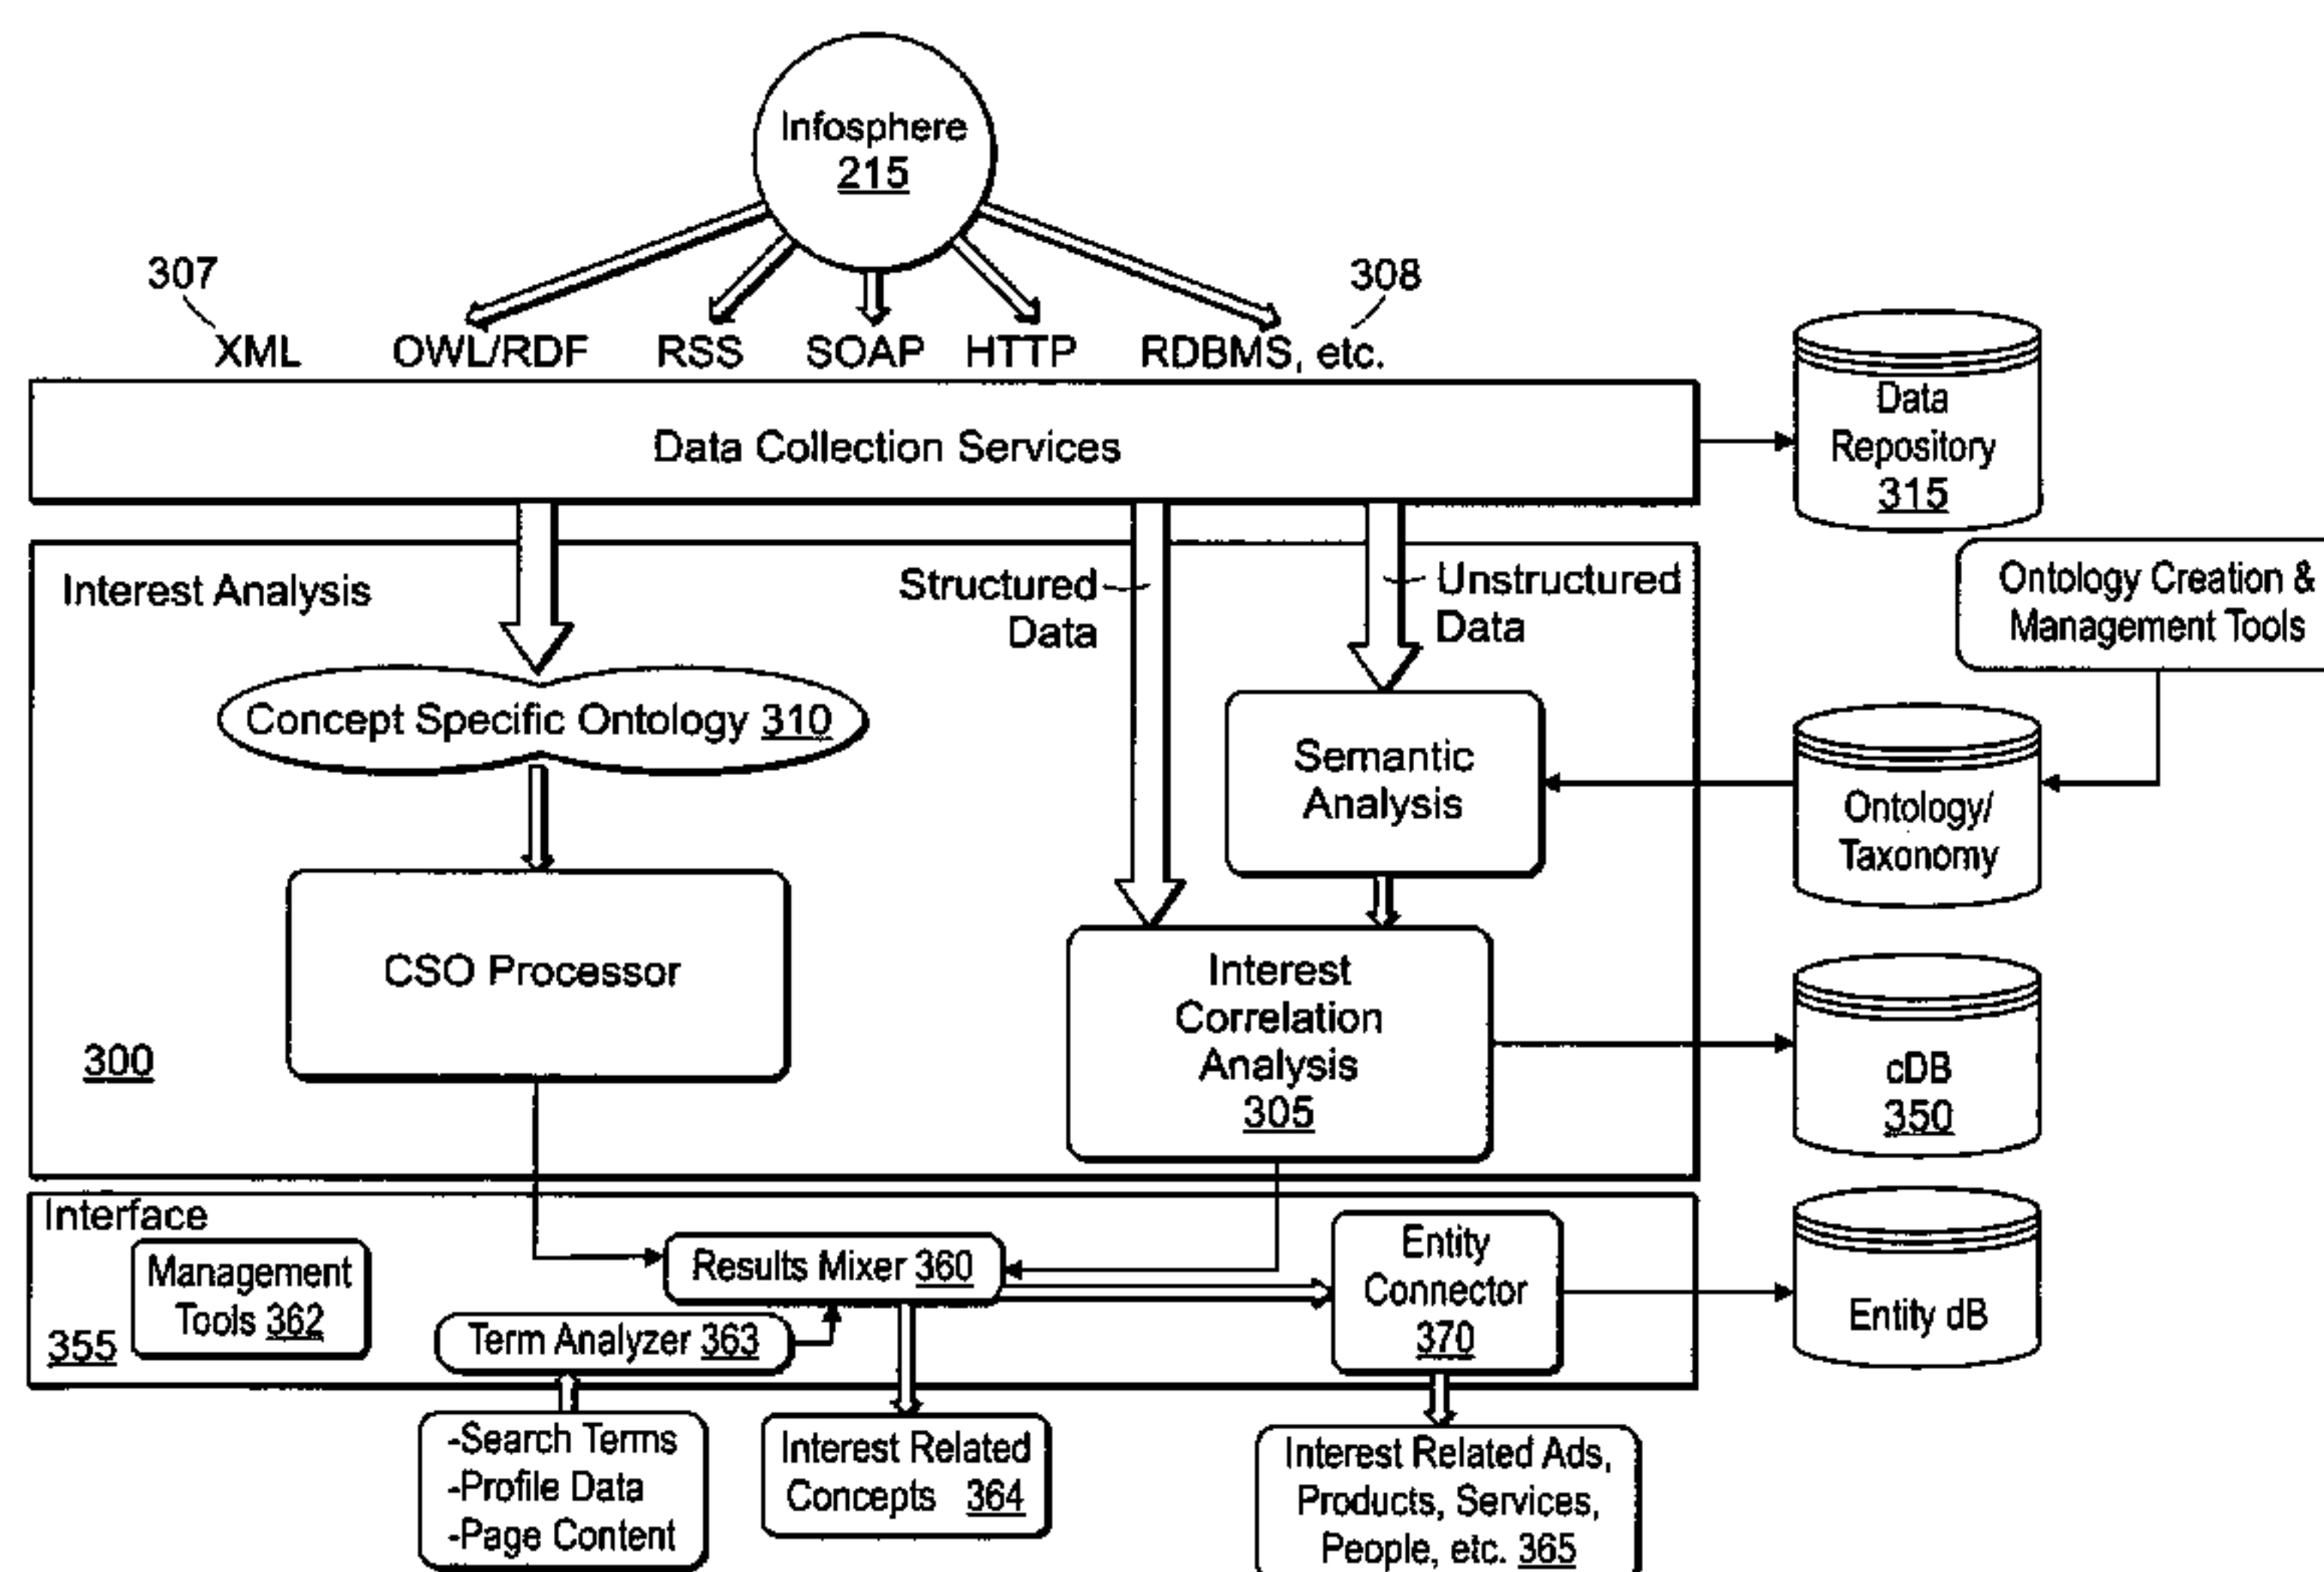 Infosphere
215
307
308
XML OWL/RDF RSS SOAP HTTP RDBMS, etc.
Data Collection Services
Data
Repository
315
Interest Analysis
Structured
Data
Unstructured
Data
Ontology Creation &
Management Tools
Concept Specific Ontology 310
Semantic
Analysis
Ontology/
Taxonomy
CSO Processor
Interest
Correlation
Analysis
305
cDB
350
300
Interface
Management
Tools 362
355
Results Mixer 360
Term Analyzer 363
Entity
Connector
370
Entity dB
-Search Terms
-Profile Data
-Page Content
Interest Related
Concepts 364
Interest Related Ads,
Products, Services,
People, etc. 365